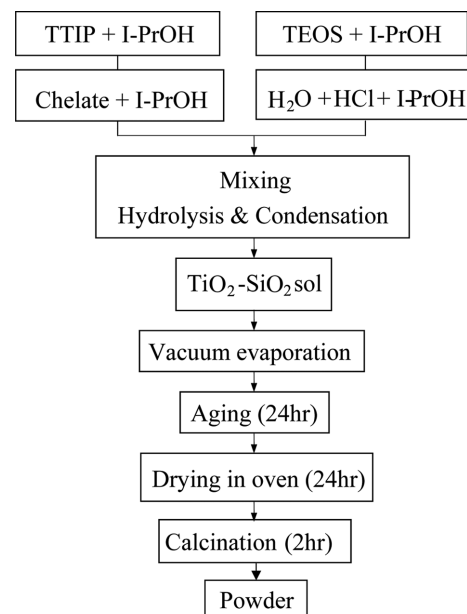 TTIP + I-PrOH
TEOS + I-PrOH
Chelate + I-PrOH
H₂O + HCl + I-PrOH
Mixing
Hydrolysis & Condensation
TiO₂-SiO₂ sol
Vacuum evaporation
Aging (24hr)
Drying in oven (24hr)
Calcination (2hr)
Powder